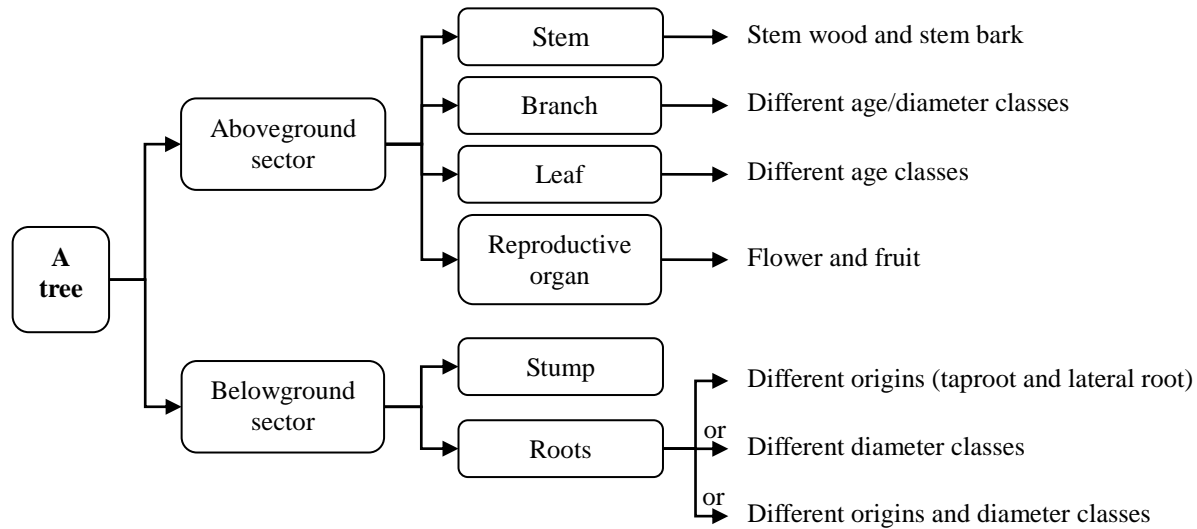 A
tree
Aboveground
sector
Stem
Stem wood and stem bark
Branch
Different age/diameter classes
Leaf
Different age classes
Reproductive
organ
Flower and fruit
Belowground
sector
Stump
Roots
Different origins (taproot and lateral root)
or
Different diameter classes
or
Different origins and diameter classes